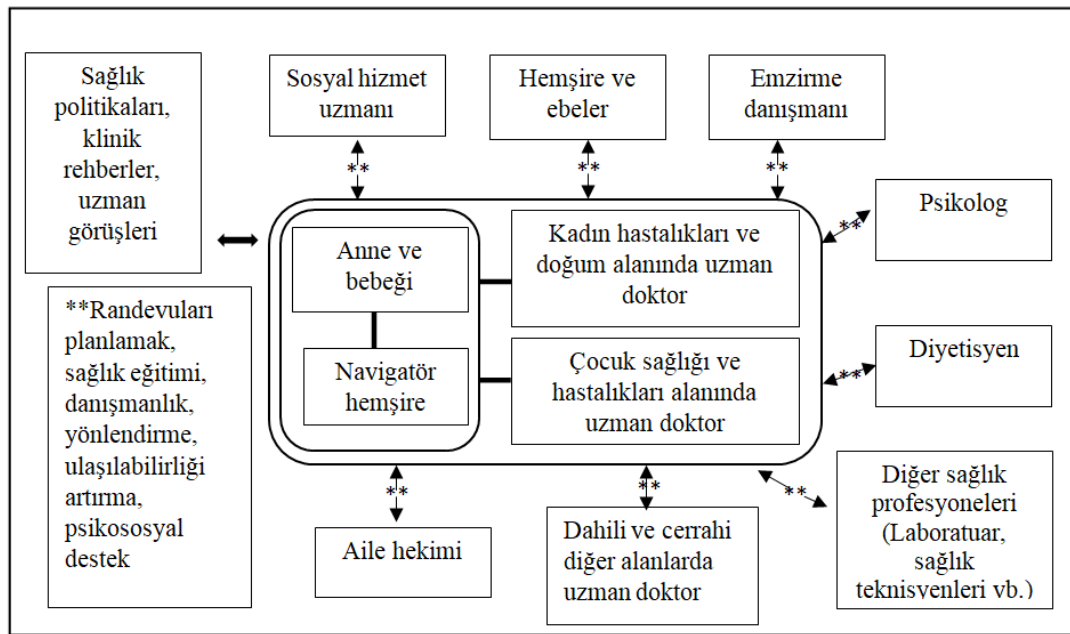 Sağlık
politikaları,
klinik
rehberler,
uzman
görüşleri
Sosyal hizmet
uzmanı
Hemşire ve
ebeler
Emzirme
danışmanı
**
**
**
Psikolog
**
Anne ve
bebeği
Kadın hastalıkları ve
doğum alanında uzman
doktor
**Randevuları
planlamak,
sağlık eğitimi,
danışmanlık,
yönlendirme,
ulaşılabilirliği
artırma,
psikososyal
destek
Navigatör
hemşire
Çocuk sağlığı ve
hastalıkları alanında
uzman doktor
Diyetisyen
**
**
**
**
Aile hekimi
Dahili ve cerrahi
diğer alanlarda
uzman doktor
Diğer sağlık
profesyoneleri
(Laboratuar,
sağlık
teknisyenleri vb.)